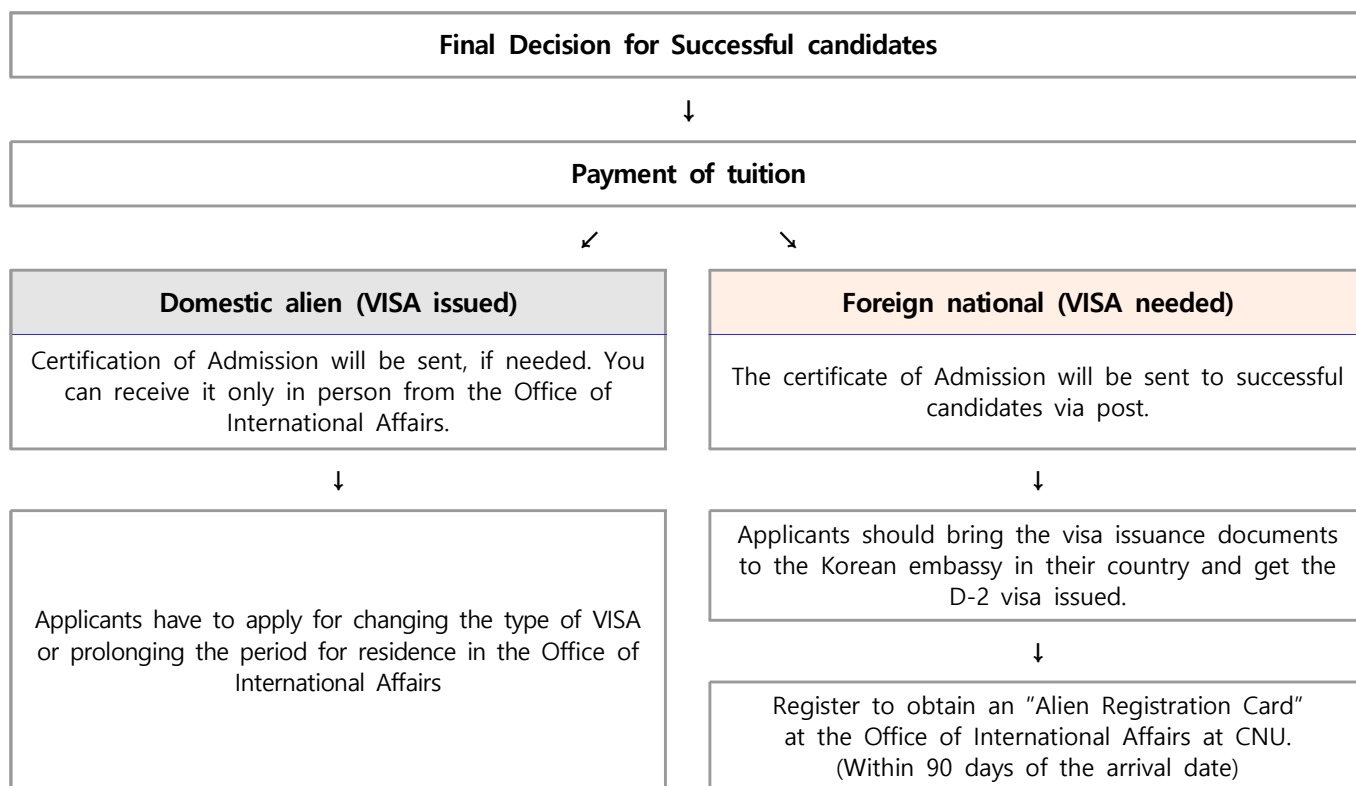 Final Decision for Successful candidates
↓
Payment of tuition
↙ ↘
Domestic alien (VISA issued)
Certification of Admission will be sent, if needed. You
can receive it only in person from the Office of
International Affairs.
↓
Applicants have to apply for changing the type of VISA
or prolonging the period for residence in the Office of
International Affairs
Foreign national (VISA needed)
The certificate of Admission will be sent to successful
candidates via post.
↓
Applicants should bring the visa issuance documents
to the Korean embassy in their country and get the
D-2 visa issued.
↓
Register to obtain an “Alien Registration Card”
at the Office of International Affairs at CNU.
(Within 90 days of the arrival date)